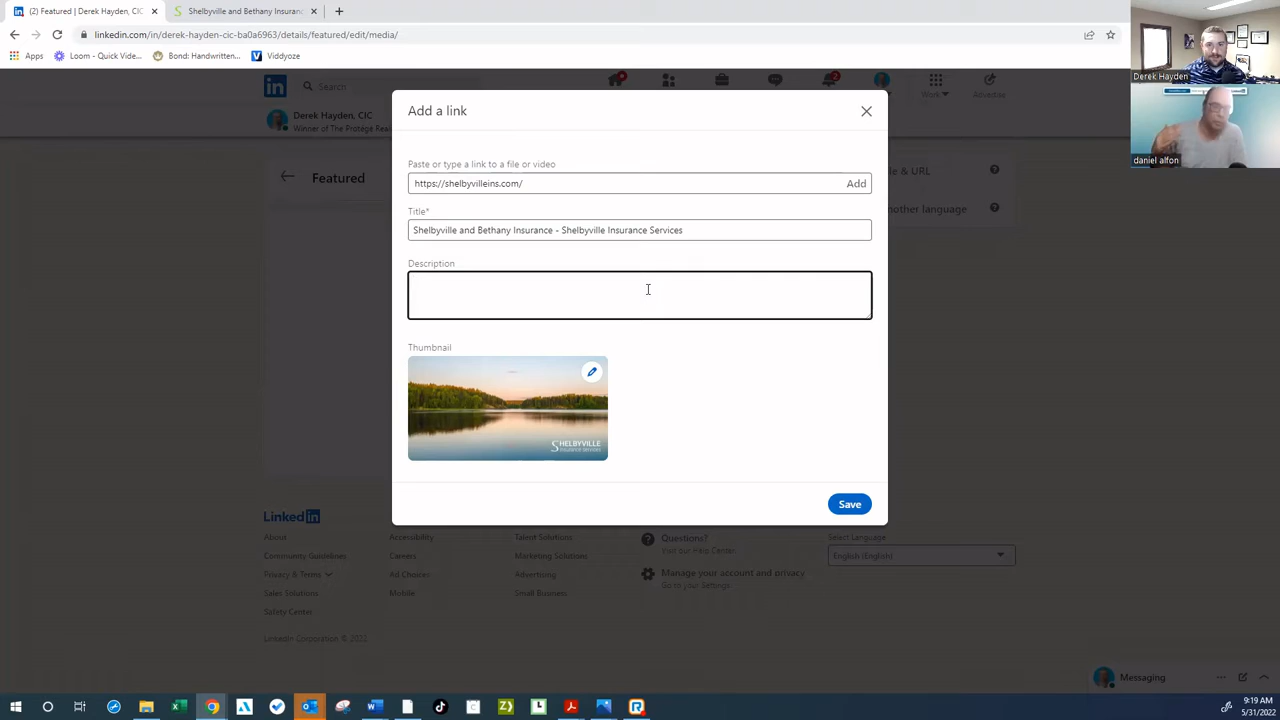 (2) Featured | Derek Hayden, CIC
Shelbyville and Bethany Insuranc
linkedin.com/in/derek-hayden-cic-ba0a6963/details/featured/edit/media/
Apps
Loom - Quick Vide...
Bond: Handwritten...
Viddyoze
Derek Hayden
daniel alfon
Search
Work
Advertise
Derek Hayden, CIC
Winner of The Protégé Real
Featured
e & URL
nother language
Add a link
Paste or type a link to a file or video
https://shelbyvilleins.com/
Add
Title*
Shelbyville and Bethany Insurance - Shelbyville Insurance Services
Description
Thumbnail
SHELBYVILLE
Insurance Services
Save
LinkedIn
About
Accessibility
Talent Solutions
Questions?
Visit our Help Center.
Select Language
English (English)
Community Guidelines
Careers
Marketing Solutions
Privacy & Terms
Ad Choices
Advertising
Manage your account and privacy
Go to your Settings.
Sales Solutions
Mobile
Small Business
Safety Center
LinkedIn Corporation © 2022
Messaging
9:19 AM
5/31/2022